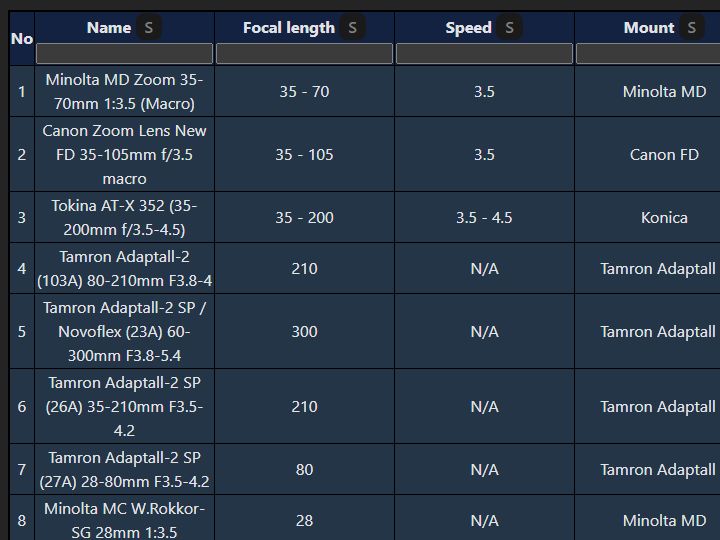 No Name S Focal length S Speed S Mount S
1 Minolta MD Zoom 35-
70mm 1:3.5 (Macro) 35 - 70 3.5 Minolta MD
2 Canon Zoom Lens New
FD 35-105mm f/3.5
macro 35 - 105 3.5 Canon FD
3 Tokina AT-X 352 (35-
200mm f/3.5-4.5) 35 - 200 3.5 - 4.5 Konica
4 Tamron Adaptall-2
(103A) 80-210mm F3.8-4 210 N/A Tamron Adaptall
5 Tamron Adaptall-2 SP /
Novoflex (23A) 60-
300mm F3.8-5.4 300 N/A Tamron Adaptall
6 Tamron Adaptall-2 SP
(26A) 35-210mm F3.5-
4.2 210 N/A Tamron Adaptall
7 Tamron Adaptall-2 SP
(27A) 28-80mm F3.5-4.2 80 N/A Tamron Adaptall
8 Minolta MC W.Rokkor-
SG 28mm 1:3.5 28 N/A Minolta MD